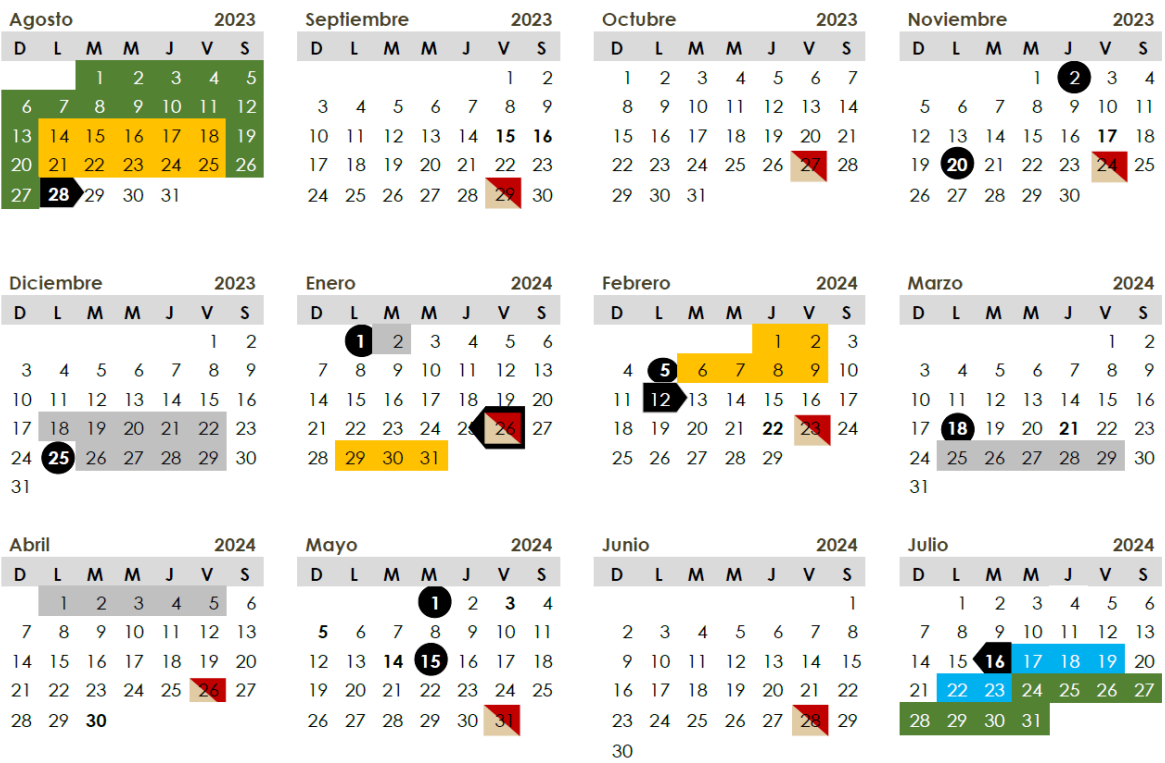 Agosto 2023 Septiembre 2023 Octubre 2023 Noviembre 2023
D L M M J V S D L M M J V S D L M M J V S D L M M J V S
1 2 3 4 5 1 2 1 2 3 4 5 6 7 1 2 3 4
6 7 8 9 10 11 12 3 4 5 6 7 8 9 8 9 10 11 12 13 14 5 6 7 8 9 10 11
13 14 15 16 17 18 19 10 11 12 13 14 15 16 15 16 17 18 19 20 21 12 13 14 15 16 17 18
20 21 22 23 24 25 26 17 18 19 20 21 22 23 22 23 24 25 26 27 28 19 20 21 22 23 24 25
27 28 29 30 31 24 25 26 27 28 29 30 29 30 31 26 27 28 29 30
Diciembre 2023 Enero 2024 Febrero 2024 Marzo 2024
D L M M J V S D L M M J V S D L M M J V S D L M M J V S
1 2 1 2 3 4 5 6 1 2 3 1 2
3 4 5 6 7 8 9 7 8 9 10 11 12 13 4 5 6 7 8 9 10 3 4 5 6 7 8 9
10 11 12 13 14 15 16 14 15 16 17 18 19 20 11 12 13 14 15 16 17 10 11 12 13 14 15 16
17 18 19 20 21 22 23 21 22 23 24 25 26 27 18 19 20 21 22 23 24 17 18 19 20 21 22 23
24 25 26 27 28 29 30 28 29 30 31 25 26 27 28 29 24 25 26 27 28 29 30
31 31
Abril 2024 Mayo 2024 Junio 2024 Julio 2024
D L M M J V S D L M M J V S D L M M J V S D L M M J V S
1 2 3 4 5 6 1 2 3 4 1 1 2 3 4 5 6
7 8 9 10 11 12 13 5 6 7 8 9 10 11 2 3 4 5 6 7 8 7 8 9 10 11 12 13
14 15 16 17 18 19 20 12 13 14 15 16 17 18 9 10 11 12 13 14 15 14 15 16 17 18 19 20
21 22 23 24 25 26 27 19 20 21 22 23 24 25 16 17 18 19 20 21 22 21 22 23 24 25 26 27
28 29 30 26 27 28 29 30 31 23 24 25 26 27 28 29 28 29 30 31
30